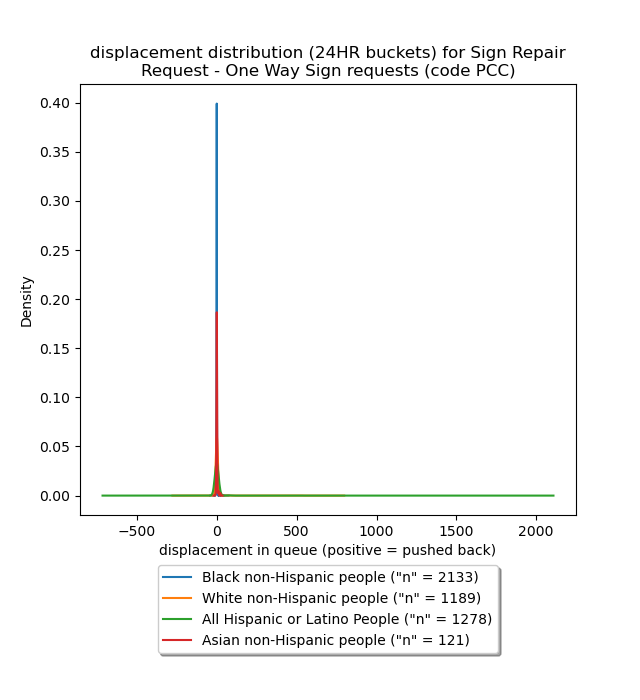 displacement distribution (24HR buckets) for Sign Repair
Request - One Way Sign requests (code PCC)
0.40
0.35
0.30
0.25
0.20
0.15
0.10
0.05
0.00
Density
−500
0
500
1000
1500
2000
displacement in queue (positive = pushed back)
Black non-Hispanic people ("n" = 2133)
White non-Hispanic people ("n" = 1189)
All Hispanic or Latino People ("n" = 1278)
Asian non-Hispanic people ("n" = 121)